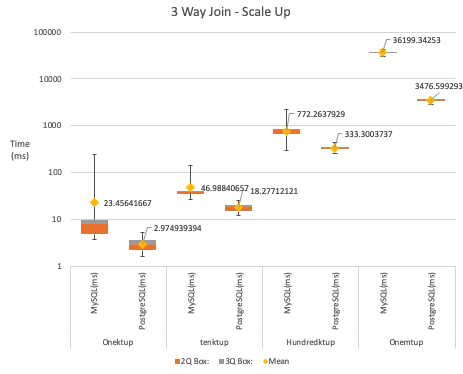 3 Way Join - Scale Up
Time
(ms)
100000
10000
1000
100
10
1
23.45641667
2.974939394
46.98840657
18.27712121
772.2637929
333.3003737
36199.34253
3476.599293
MySQL(ms)
PostgreSQL(ms)
MySQL(ms)
PostgreSQL(ms)
MySQL(ms)
PostgreSQL(ms)
MySQL(ms)
PostgreSQL(ms)
Onektup
tenktup
Hundredktup
Onemtup
2Q Box:
3Q Box:
Mean